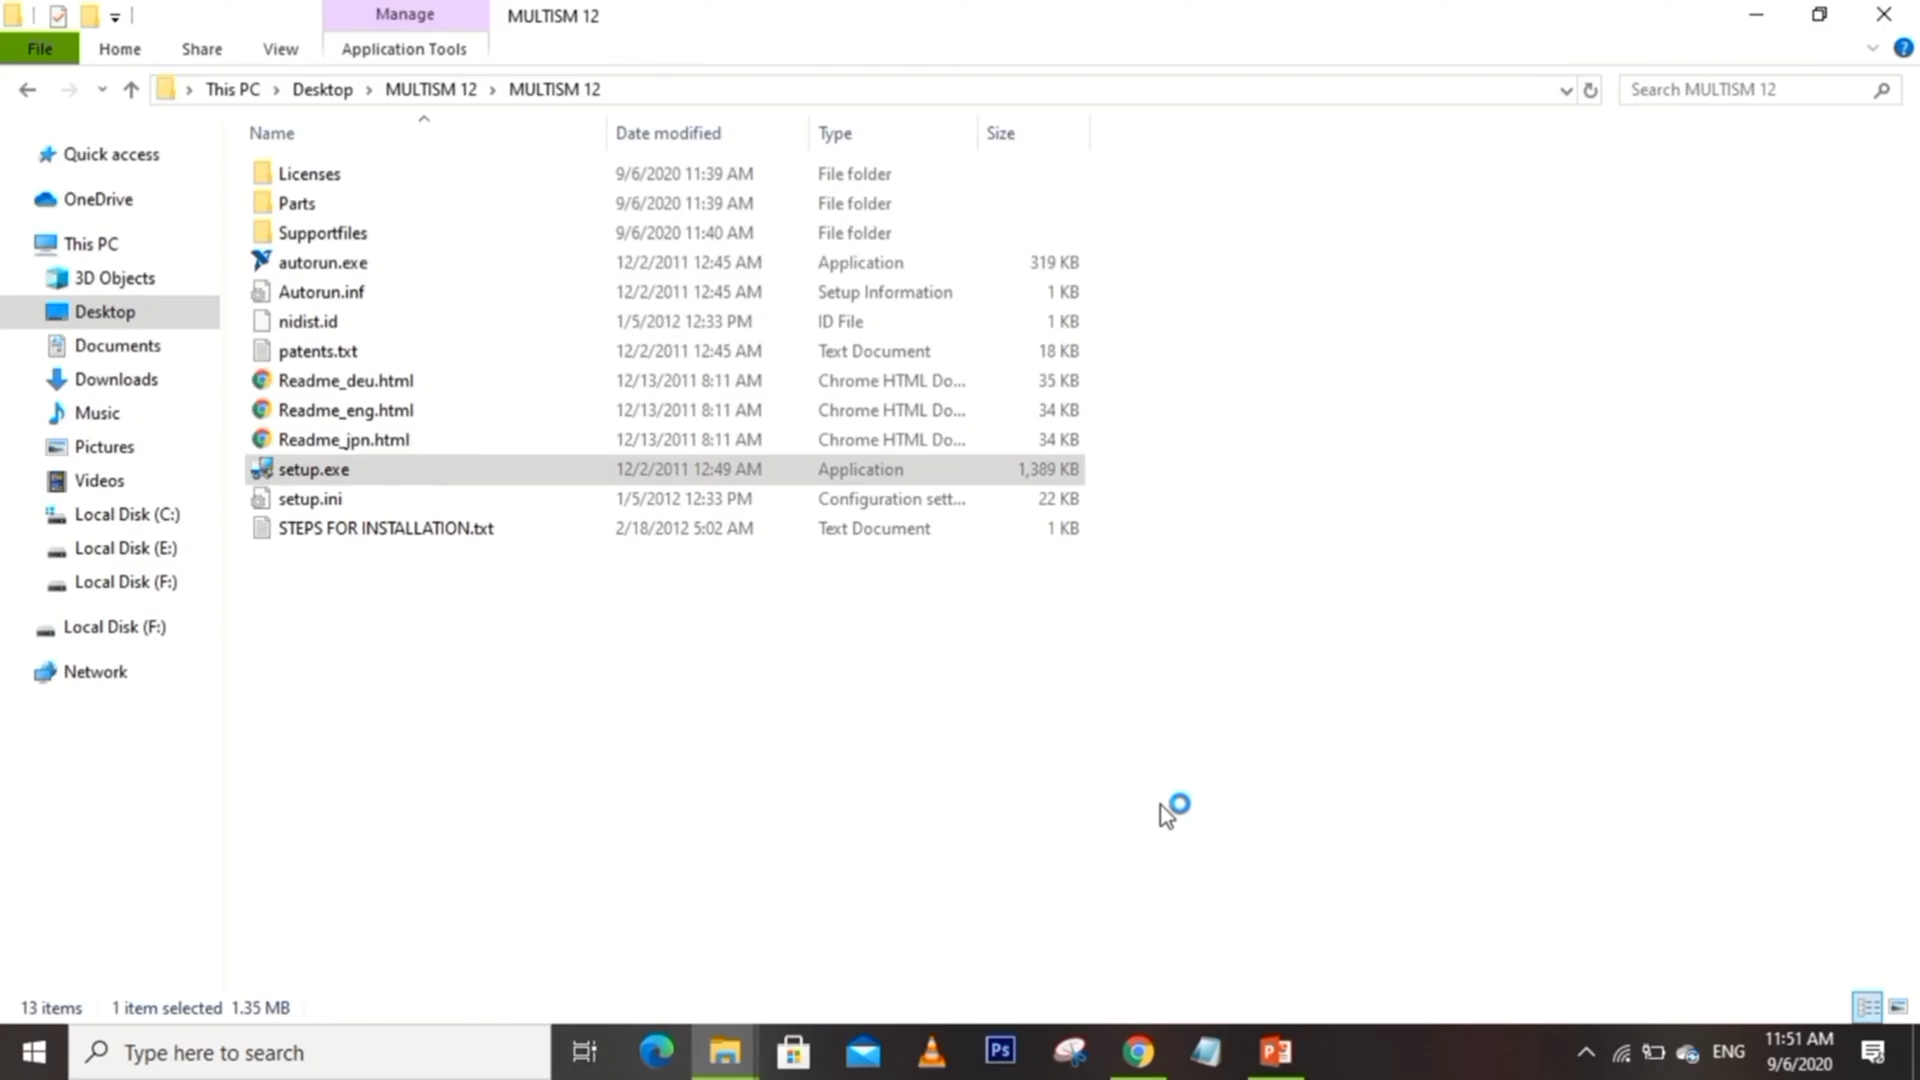 Manage
MULTISM 12
File
Home
Share
View
Application Tools
This PC
Desktop
MULTISM 12
MULTISM 12
Search MULTISM 12
Name
Date modified
Type
Size
Quick access
OneDrive
This PC
3D Objects
Desktop
Documents
Downloads
Music
Pictures
Videos
Local Disk (C:)
Local Disk (E:)
Local Disk (F:)
Local Disk (F:)
Network
Licenses 9/6/2020 11:39 AM File folder
Parts 9/6/2020 11:39 AM File folder
Supportfiles 9/6/2020 11:40 AM File folder
autorun.exe 12/2/2011 12:45 AM Application 319 KB
Autorun.inf 12/2/2011 12:45 AM Setup Information 1 KB
nidist.id 1/5/2012 12:33 PM ID File 1 KB
patents.txt 12/2/2011 12:45 AM Text Document 18 KB
Readme_deu.html 12/13/2011 8:11 AM Chrome HTML Do... 35 KB
Readme_eng.html 12/13/2011 8:11 AM Chrome HTML Do... 34 KB
Readme_jpn.html 12/13/2011 8:11 AM Chrome HTML Do... 34 KB
setup.exe 12/2/2011 12:49 AM Application 1,389 KB
setup.ini 1/5/2012 12:33 PM Configuration sett... 22 KB
STEPS FOR INSTALLATION.txt 2/18/2012 5:02 AM Text Document 1 KB
13 items 1 item selected 1.35 MB
Type here to search
Ps
ENG
11:51 AM
9/6/2020